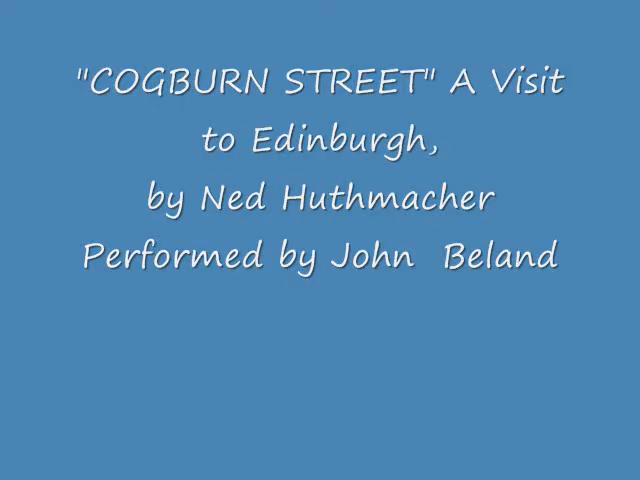 "COGBURN STREET" A Visit
to Edinburgh,
by Ned Huthmacher
Performed by John  Beland